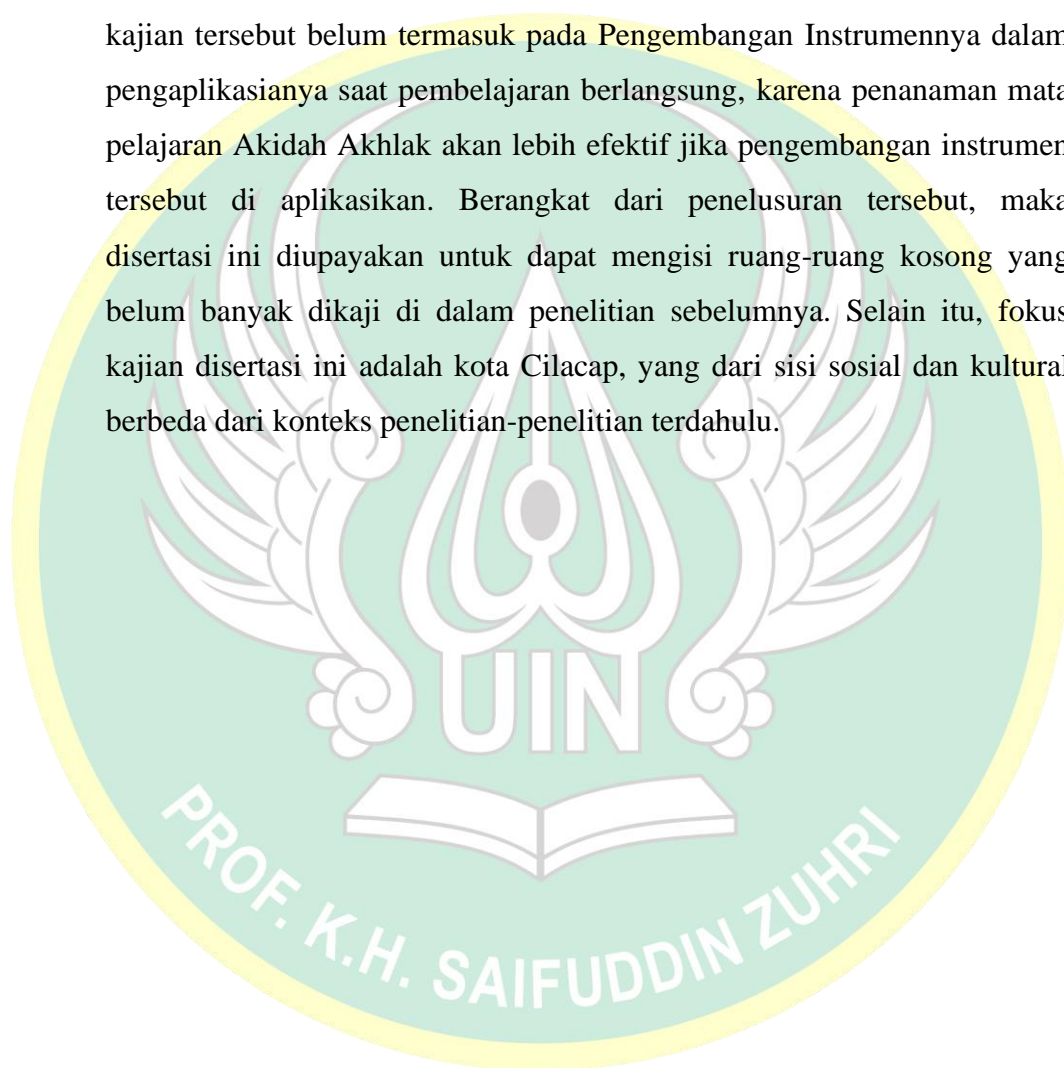 kajian tersebut belum termasuk pada Pengembangan Instrumennya dalam
pengaplikasianya saat pembelajaran berlangsung, karena penanaman mata
pelajaran Akidah Akhlak akan lebih efektif jika pengembangan instrumen
tersebut di aplikasikan. Berangkat dari penelusuran tersebut, maka
disertasi ini diupayakan untuk dapat mengisi ruang-ruang kosong yang
belum banyak dikaji di dalam penelitian sebelumnya. Selain itu, fokus
kajian disertasi ini adalah kota Cilacap, yang dari sisi sosial dan kultural
berbeda dari konteks penelitian-penelitian terdahulu.
UIN
PROF. K.H. SAIFUDDIN ZUHRI